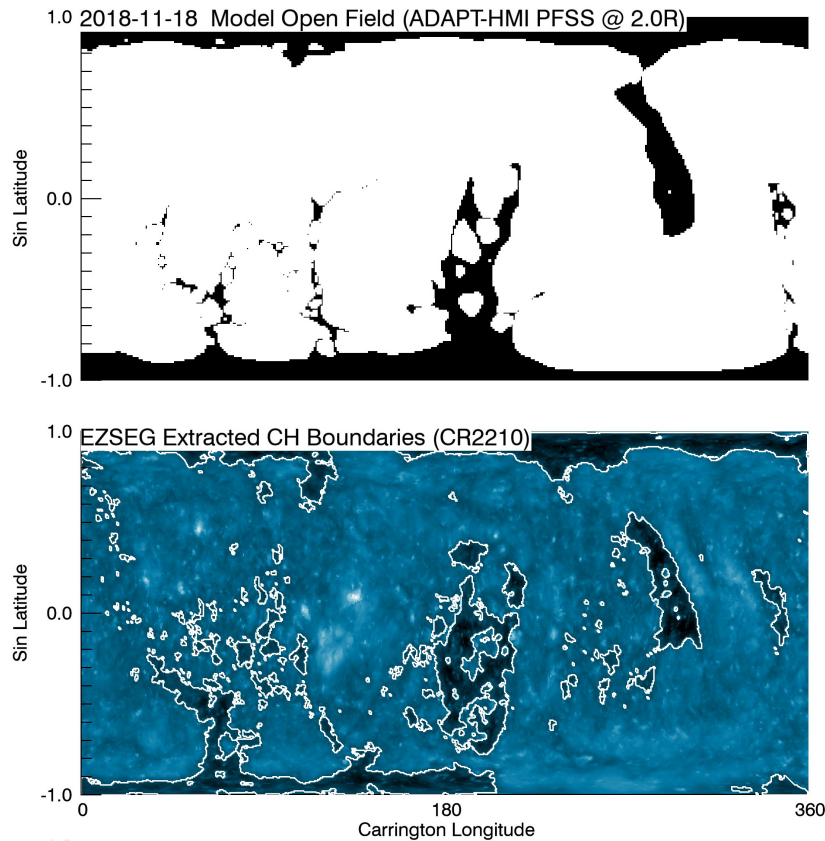 2018-11-18 Model Open Field (ADAPT-HMI PFSS @ 2.0R)
1.0
0.0
-1.0
Sin Latitude
EZSEG Extracted CH Boundaries (CR2210)
1.0
0.0
-1.0
Sin Latitude
0
180
360
Carrington Longitude